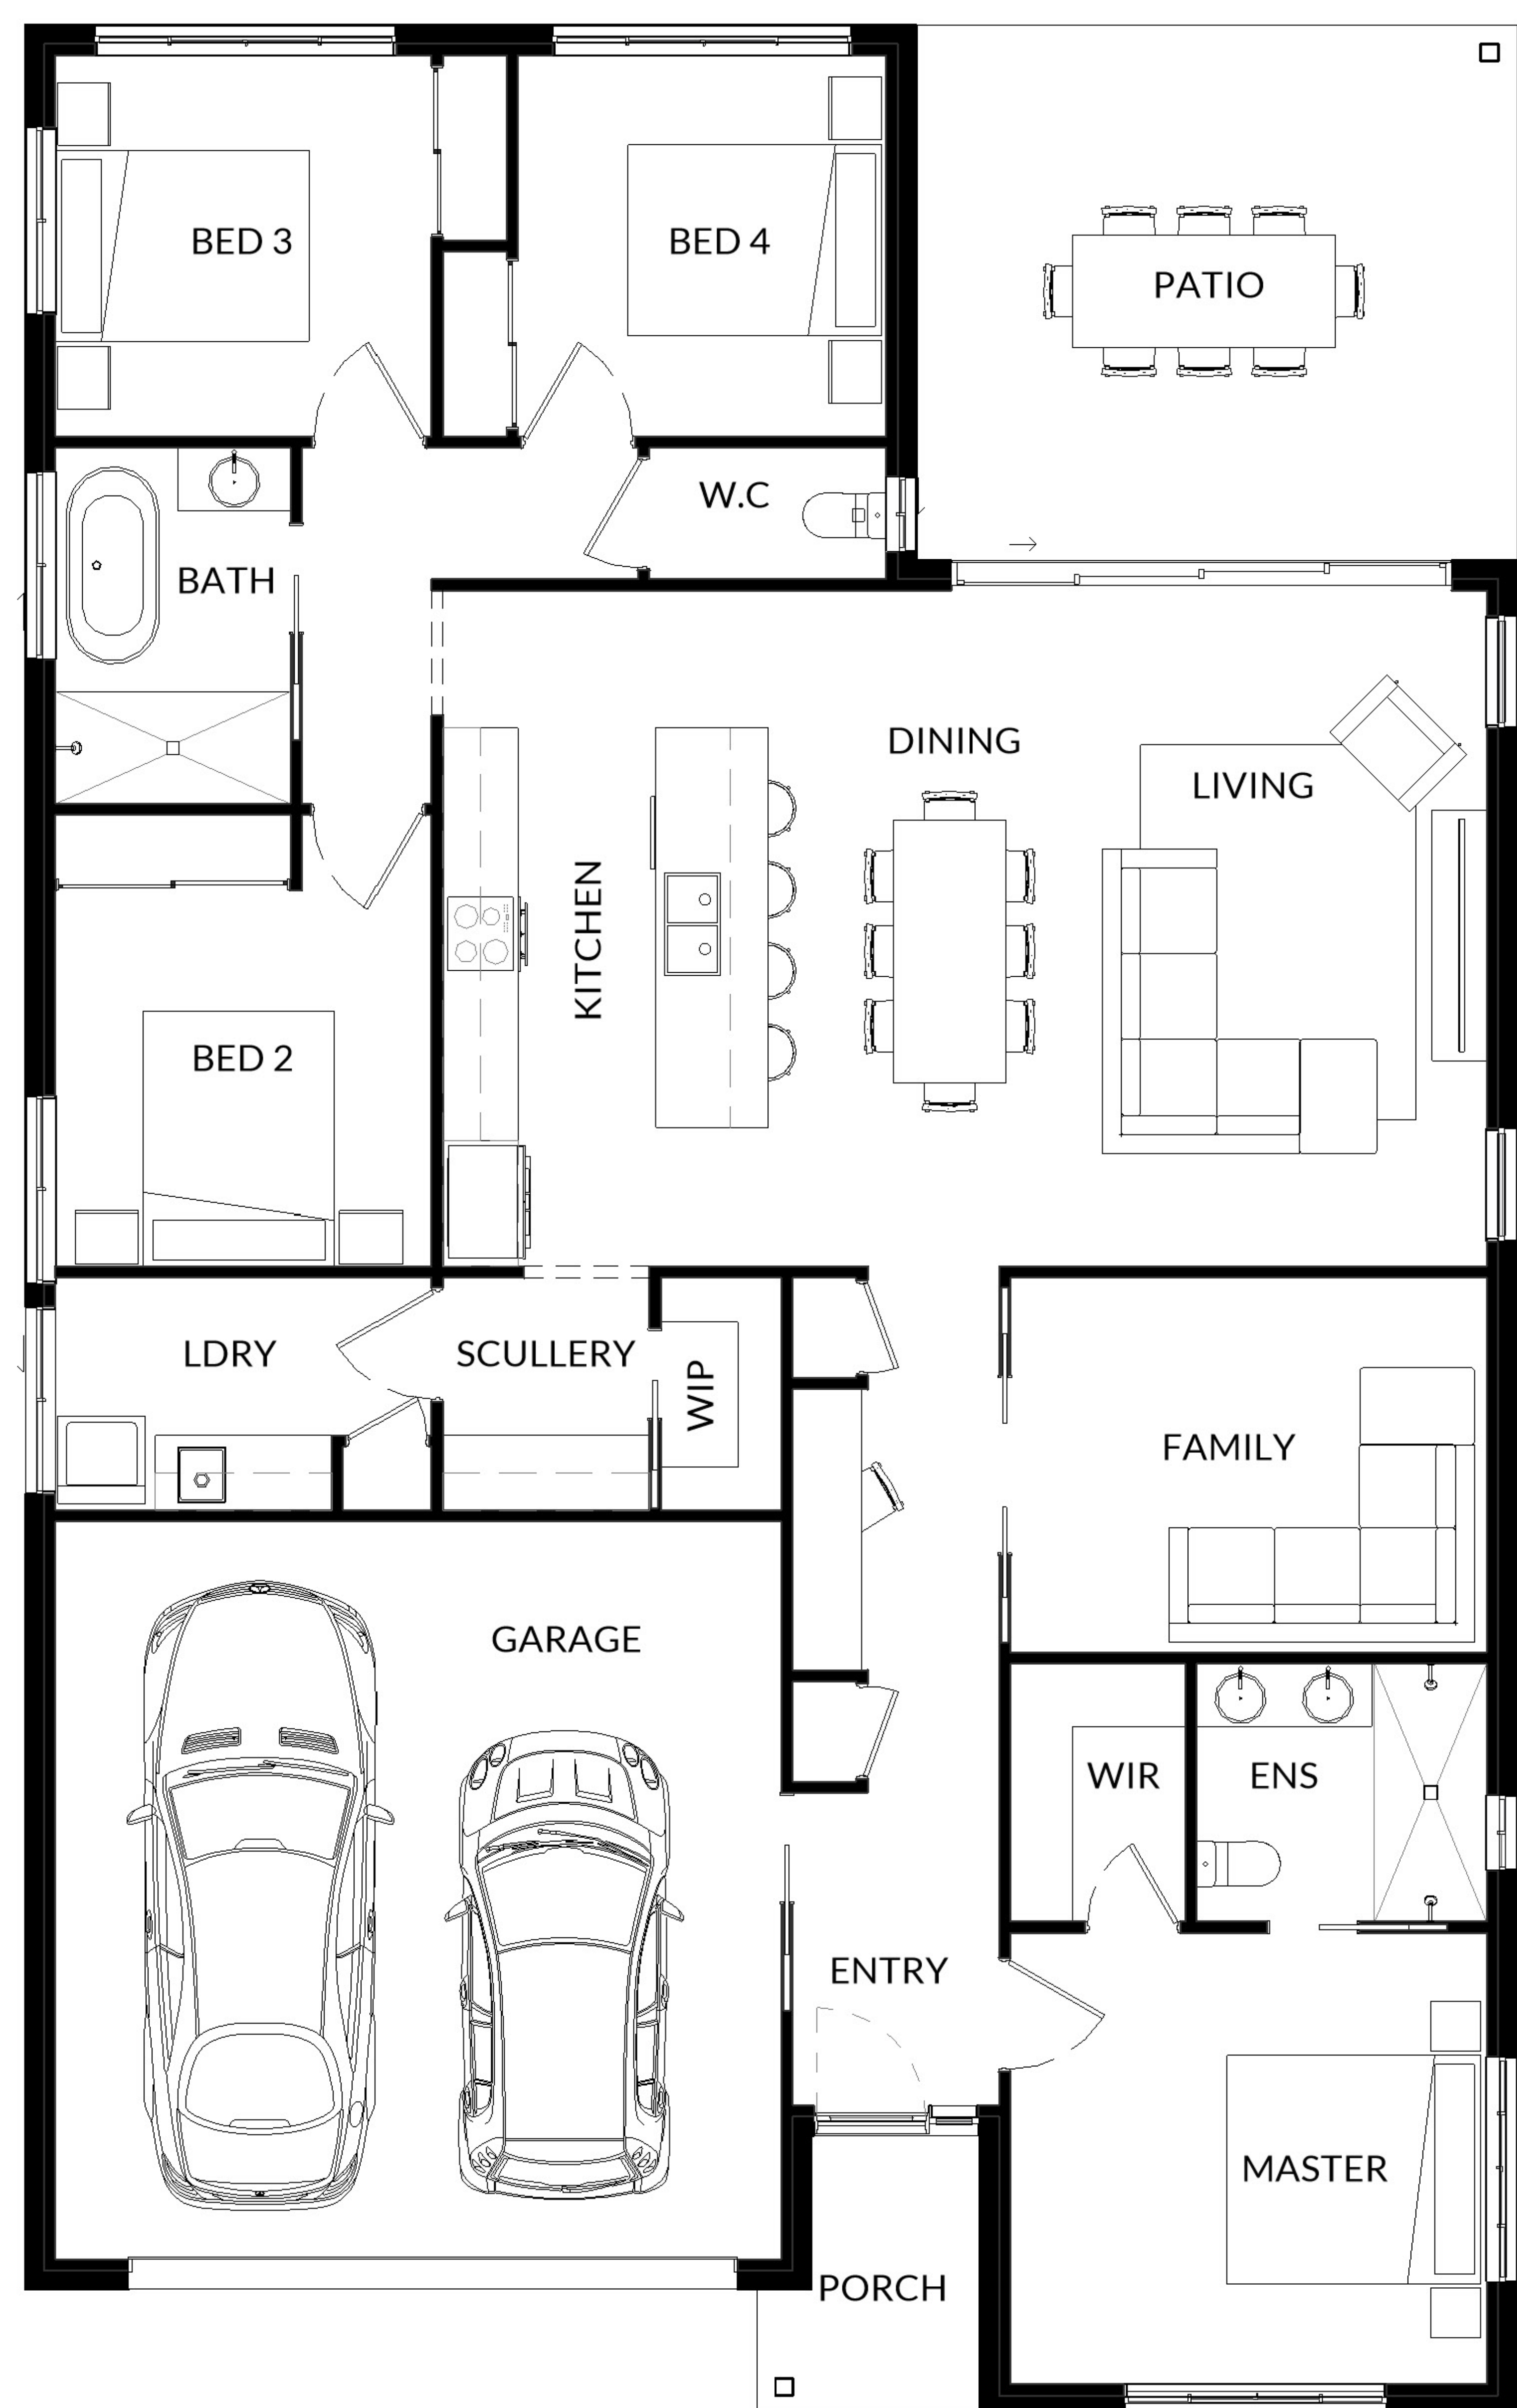 BED 3
BED 4
PATIO
W.C
BATH
DINING
LIVING
KITCHEN
BED 2
LDRY
SCULLERY
WIP
FAMILY
GARAGE
WIR
ENS
ENTRY
MASTER
PORCH